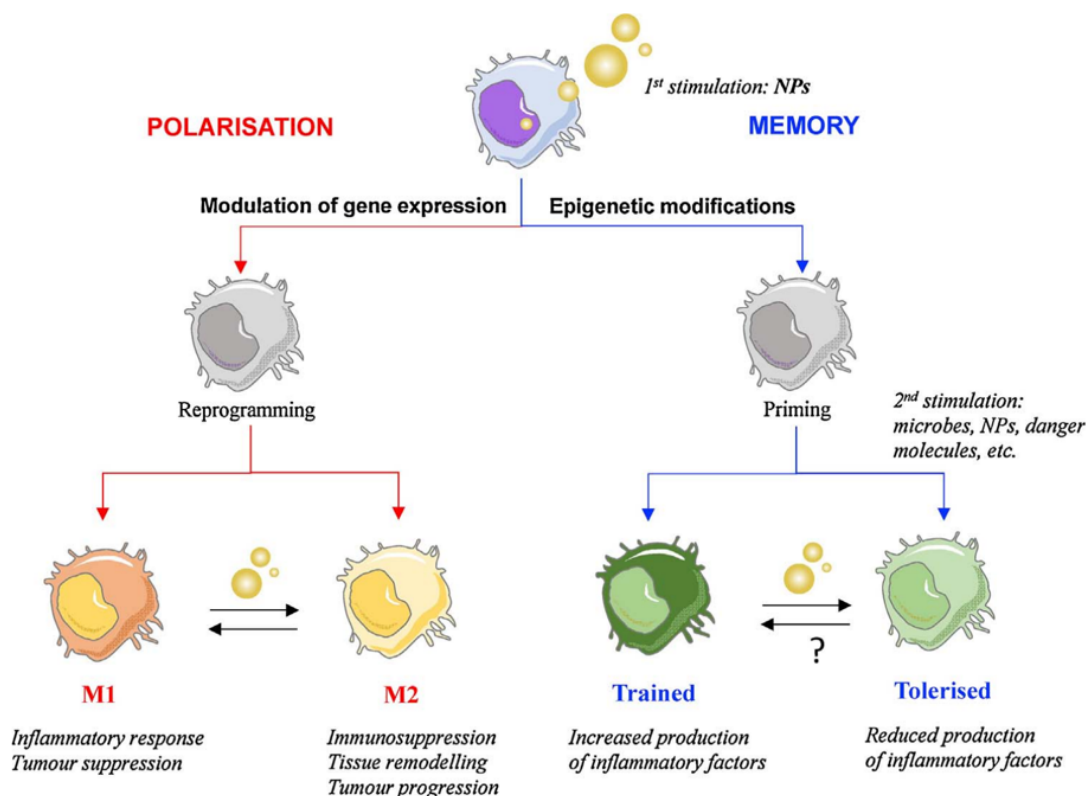 1st stimulation: NPs
POLARISATION
MEMORY
Modulation of gene expression
Epigenetic modifications
Reprogramming
Priming
2nd stimulation:
microbes, NPs, danger
molecules, etc.
?
M1
M2
Trained
Tolerised
Inflammatory response
Tumour suppression
Immunosuppression
Tissue remodelling
Tumour progression
Increased production
of inflammatory factors
Reduced production
of inflammatory factors